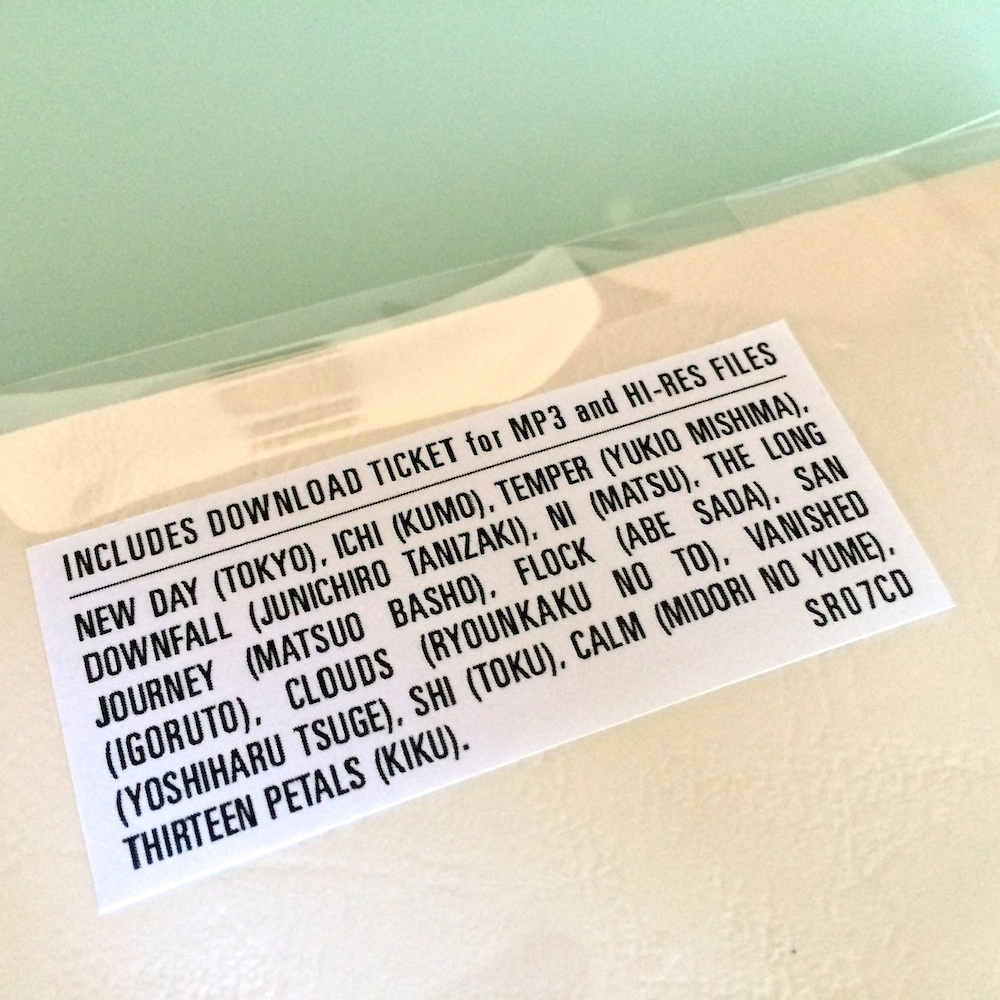 INCLUDES DOWNLOAD TICKET for MP3 and HI-RES FILES
NEW DAY (TOKYO), ICHI (KUMO), TEMPER (YUKIO MISHIMA),
DOWNFALL (JUNICHIRO TANIZAKI), NI (MATSU), THE LONG
JOURNEY (MATSUO BASHO), FLOCK (ABE SADA), SAN
(IGORUTO), CLOUDS (RYOUNKAKU NO TO), VANISHED
(YOSHIHARU TSUGE), SHI (TOKU), CALM (MIDORI NO YUME),
THIRTEEN PETALS (KIKU). SR07CD